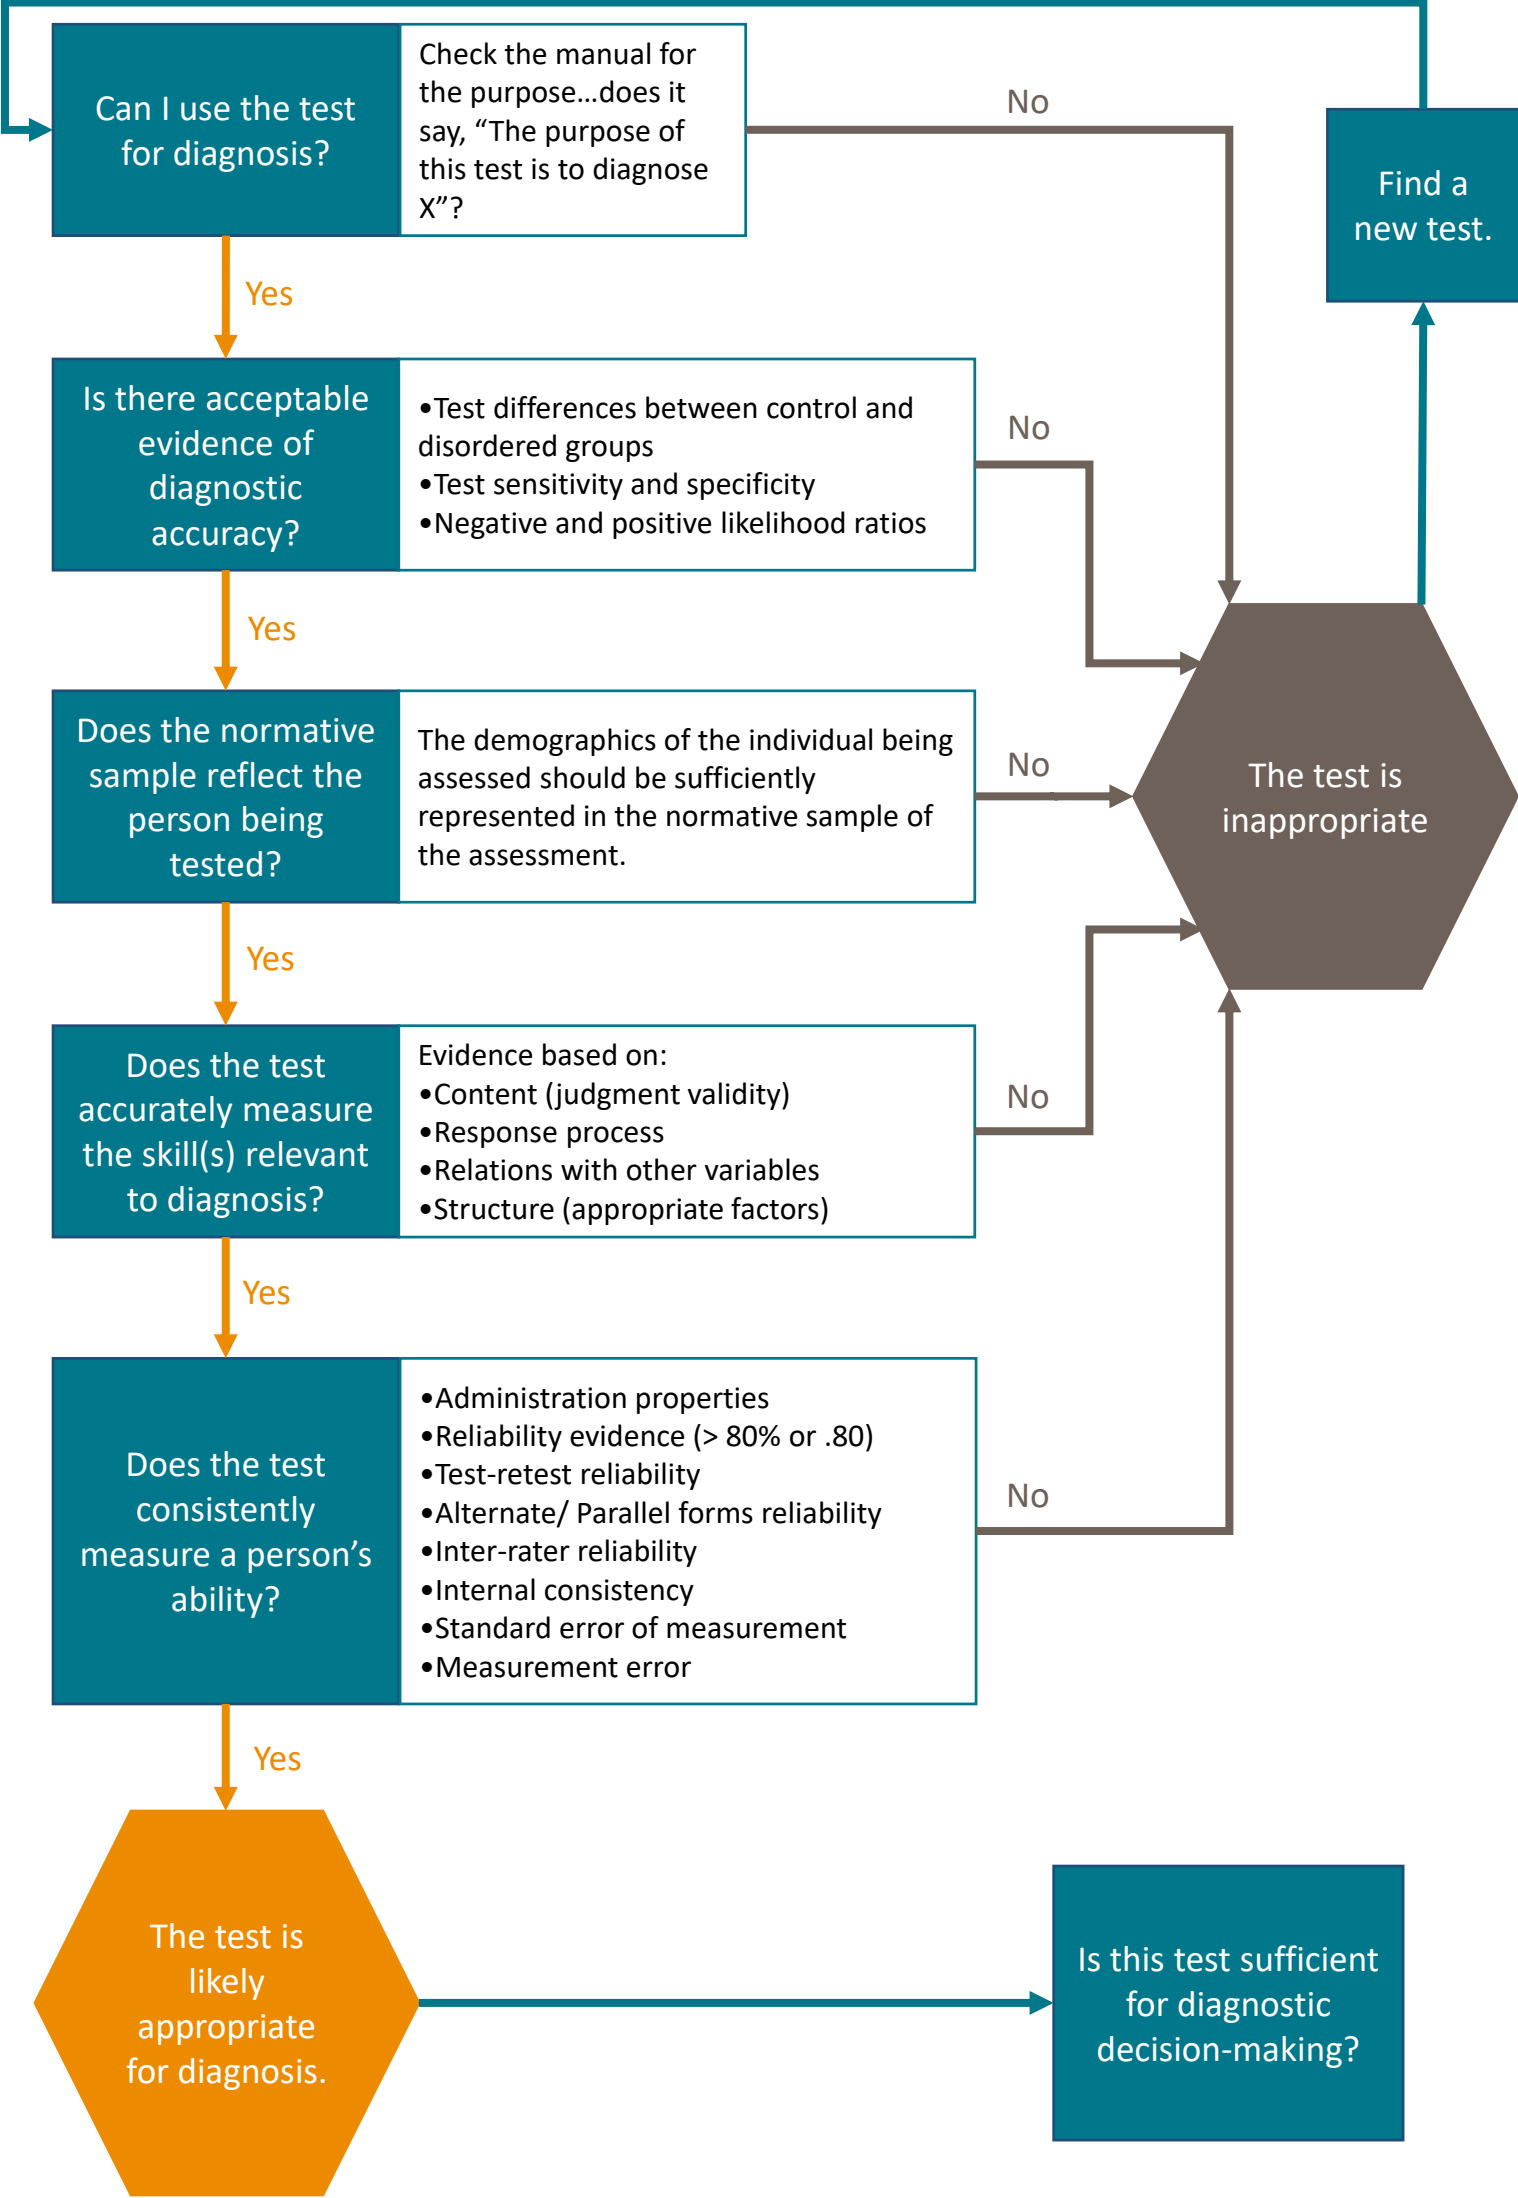 Can I use the test
for diagnosis?
Check the manual for
the purpose...does it
say, “The purpose of
this test is to diagnose
X”?
No
Find a
new test.
Yes
Is there acceptable
evidence of
diagnostic
accuracy?
•Test differences between control and
disordered groups
•Test sensitivity and specificity
•Negative and positive likelihood ratios
No
Yes
Does the normative
sample reflect the
person being
tested?
The demographics of the individual being
assessed should be sufficiently
represented in the normative sample of
the assessment.
No
The test is
inappropriate
Yes
Does the test
accurately measure
the skill(s) relevant
to diagnosis?
Evidence based on:
•Content (judgment validity)
•Response process
•Relations with other variables
•Structure (appropriate factors)
No
Yes
Does the test
consistently
measure a person’s
ability?
•Administration properties
•Reliability evidence (> 80% or .80)
•Test-retest reliability
•Alternate/ Parallel forms reliability
•Inter-rater reliability
•Internal consistency
•Standard error of measurement
•Measurement error
No
Yes
The test is
likely
appropriate
for diagnosis.
Is this test sufficient
for diagnostic
decision-making?